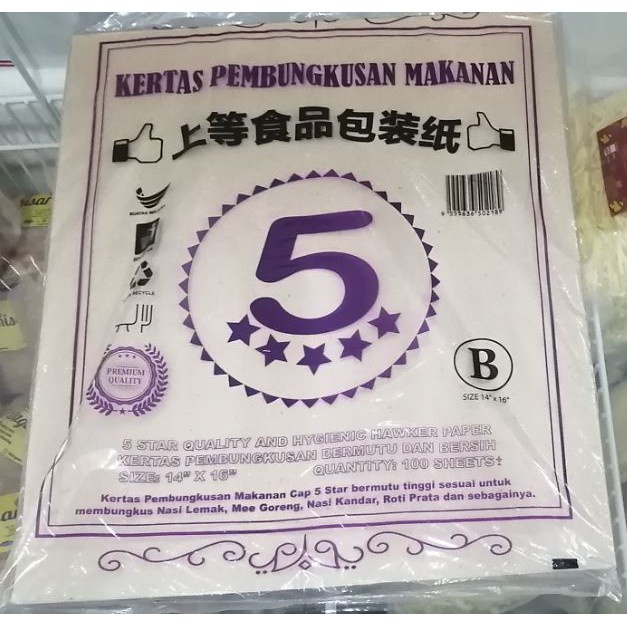 KERTAS PEMBUNGKUSAN MAKANAN
上等食品包装纸
5
PREMIUM
QUALITY
B
SIZE 14" x 16"
5 STAR QUALITY AND HYGIENIC HAWKER PAPER
KERTAS PEMBUNGKUSAN BERMUTU DAN BERSIH
SIZE: 14" X 16" QUANTITY: 100 SHEETS±
Kertas Pembungkusan Makanan Cap 5 Star bermutu tinggi sesuai untuk
membungkus Nasi Lemak, Mee Goreng, Nasi Kandar, Roti Prata dan sebagainya.